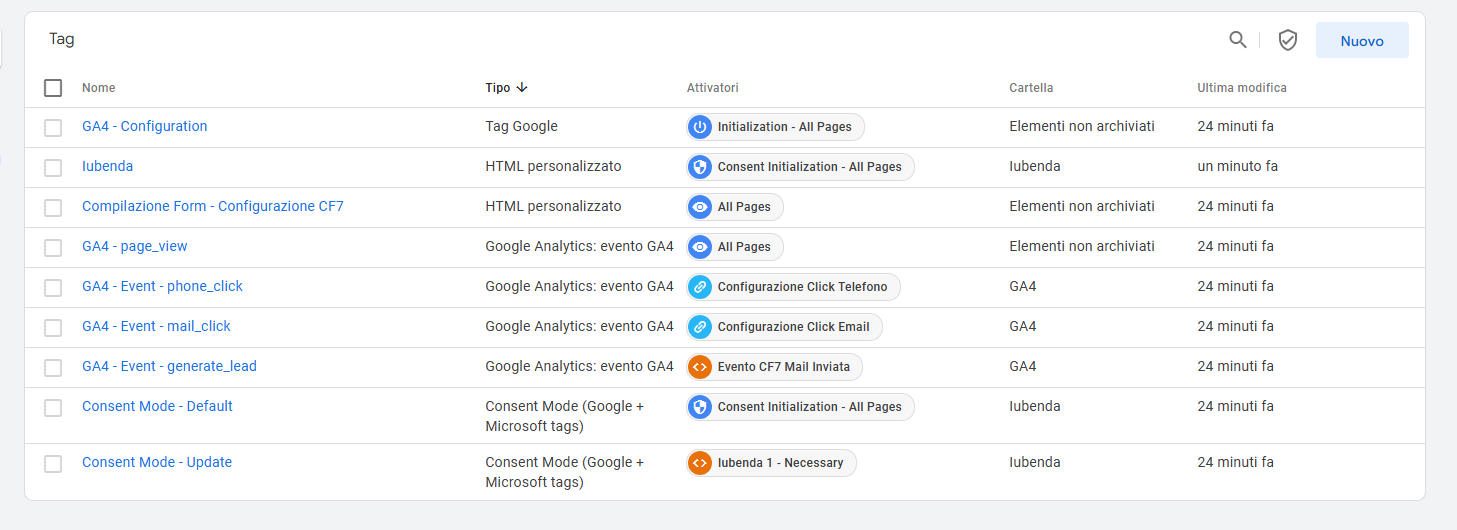 Tag
Nuovo
Nome Tipo Attivatori Cartella Ultima modifica
GA4 - Configuration Tag Google Initialization - All Pages Elementi non archiviati 24 minuti fa
Iubenda HTML personalizzato Consent Initialization - All Pages Iubenda un minuto fa
Compilazione Form - Configurazione CF7 HTML personalizzato All Pages Elementi non archiviati 24 minuti fa
GA4 - page_view Google Analytics: evento GA4 All Pages Elementi non archiviati 24 minuti fa
GA4 - Event - phone_click Google Analytics: evento GA4 Configurazione Click Telefono GA4 24 minuti fa
GA4 - Event - mail_click Google Analytics: evento GA4 Configurazione Click Email GA4 24 minuti fa
GA4 - Event - generate_lead Google Analytics: evento GA4 Evento CF7 Mail Inviata GA4 24 minuti fa
Consent Mode - Default Consent Mode (Google + Consent Initialization - All Pages Iubenda 24 minuti fa
Microsoft tags)
Consent Mode - Update Consent Mode (Google + Iubenda 1 - Necessary Iubenda 24 minuti fa
Microsoft tags)